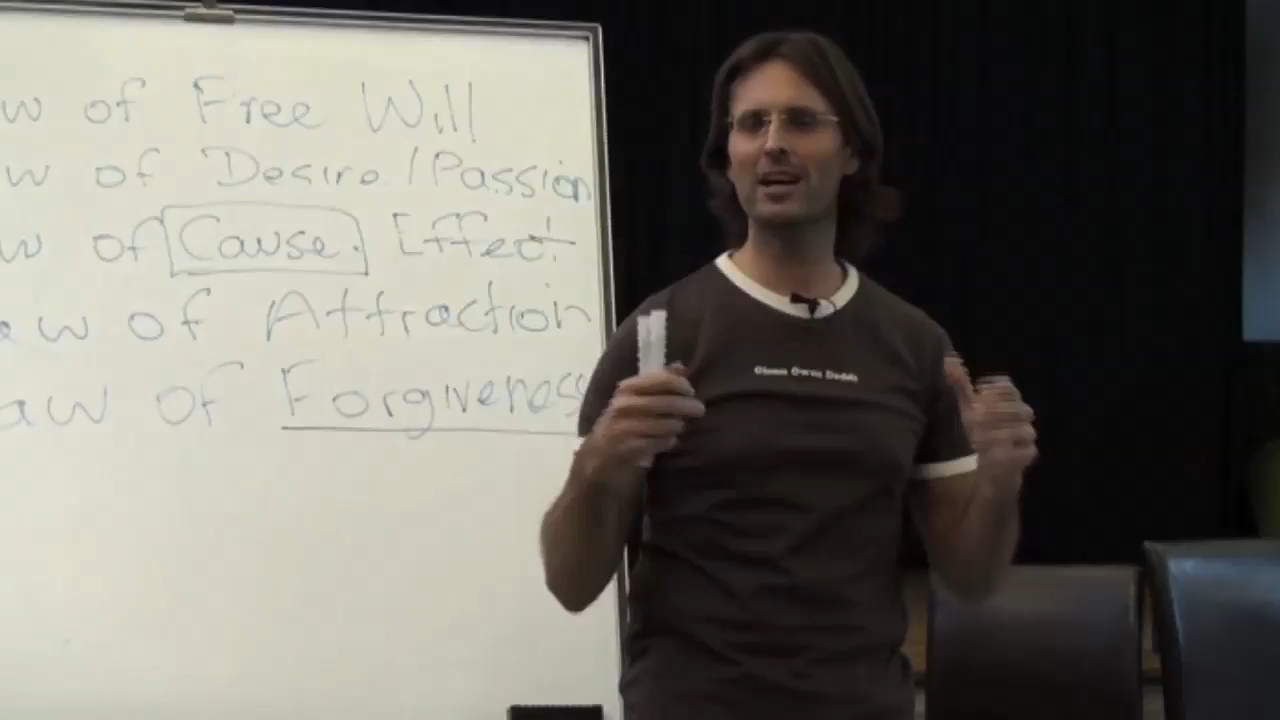 w of Free Will
w of Desire/Passion
w of Cause. Effect
aw of Attraction
aw of Forgiveness